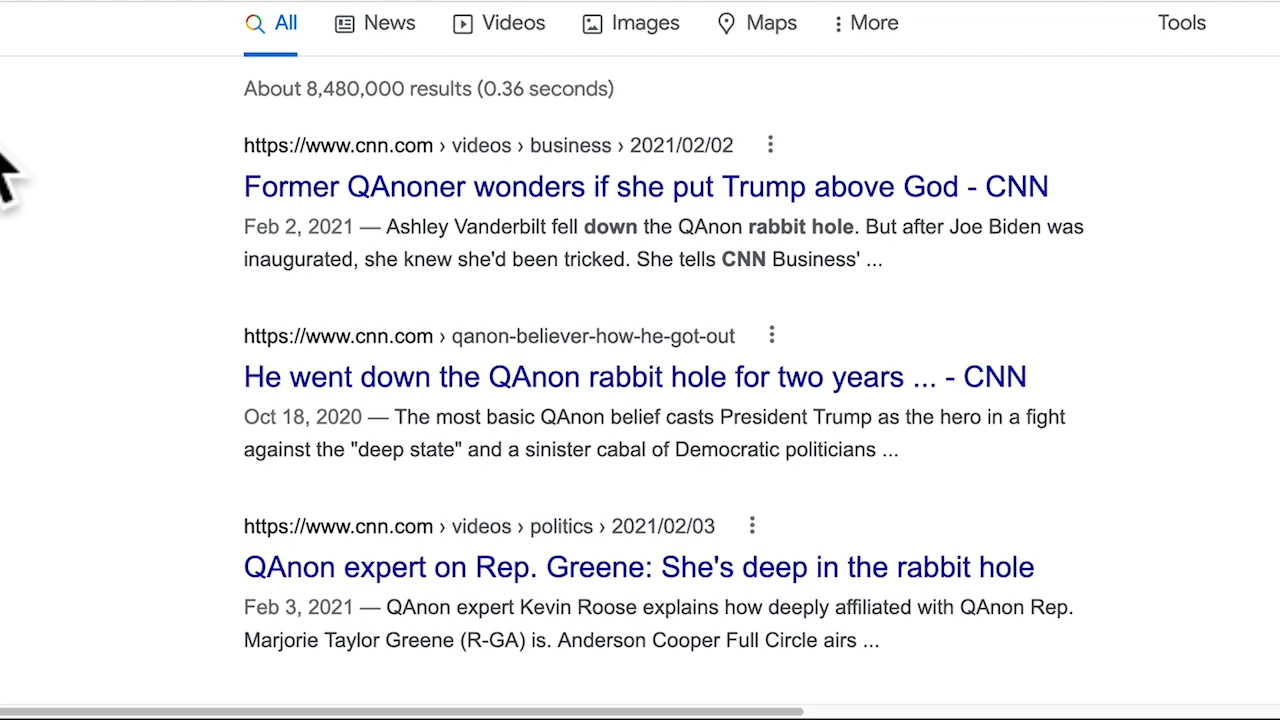 All News Videos Images Maps More Tools
About 8,480,000 results (0.36 seconds)
https://www.cnn.com › videos › business › 2021/02/02
Former QAnoner wonders if she put Trump above God - CNN
Feb 2, 2021 — Ashley Vanderbilt fell down the QAnon rabbit hole. But after Joe Biden was
inaugurated, she knew she'd been tricked. She tells CNN Business' ...
https://www.cnn.com › qanon-believer-how-he-got-out
He went down the QAnon rabbit hole for two years ... - CNN
Oct 18, 2020 — The most basic QAnon belief casts President Trump as the hero in a fight
against the "deep state" and a sinister cabal of Democratic politicians ...
https://www.cnn.com › videos › politics › 2021/02/03
QAnon expert on Rep. Greene: She's deep in the rabbit hole
Feb 3, 2021 — QAnon expert Kevin Roose explains how deeply affiliated with QAnon Rep.
Marjorie Taylor Greene (R-GA) is. Anderson Cooper Full Circle airs ...